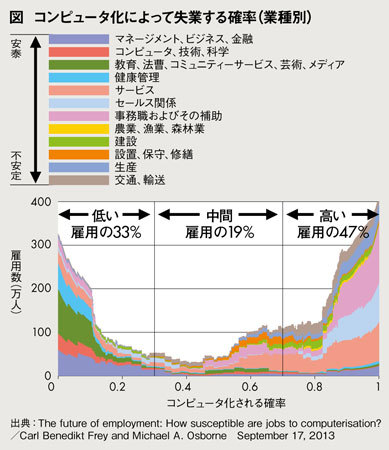 図 コンピュータ化によって失業する確率（業種別）
安泰
不安定
マネージメント、ビジネス、金融
コンピュータ、技術、科学
教育、法曹、コミュニティーサービス、芸術、メディア
健康管理
サービス
セールス関係
事務職およびその補助
農業、漁業、森林業
建設
設置、保守、修繕
生産
交通、輸送
低い
雇用の33％
中間
雇用の19％
高い
雇用の47％
雇用数（万人）
400
300
200
100
0
0
0.2
0.4
0.6
0.8
1
コンピュータ化される確率
出典：The future of employment: How susceptible are jobs to computerisation?
／Carl Benedikt Frey and Michael A. Osborne September 17, 2013